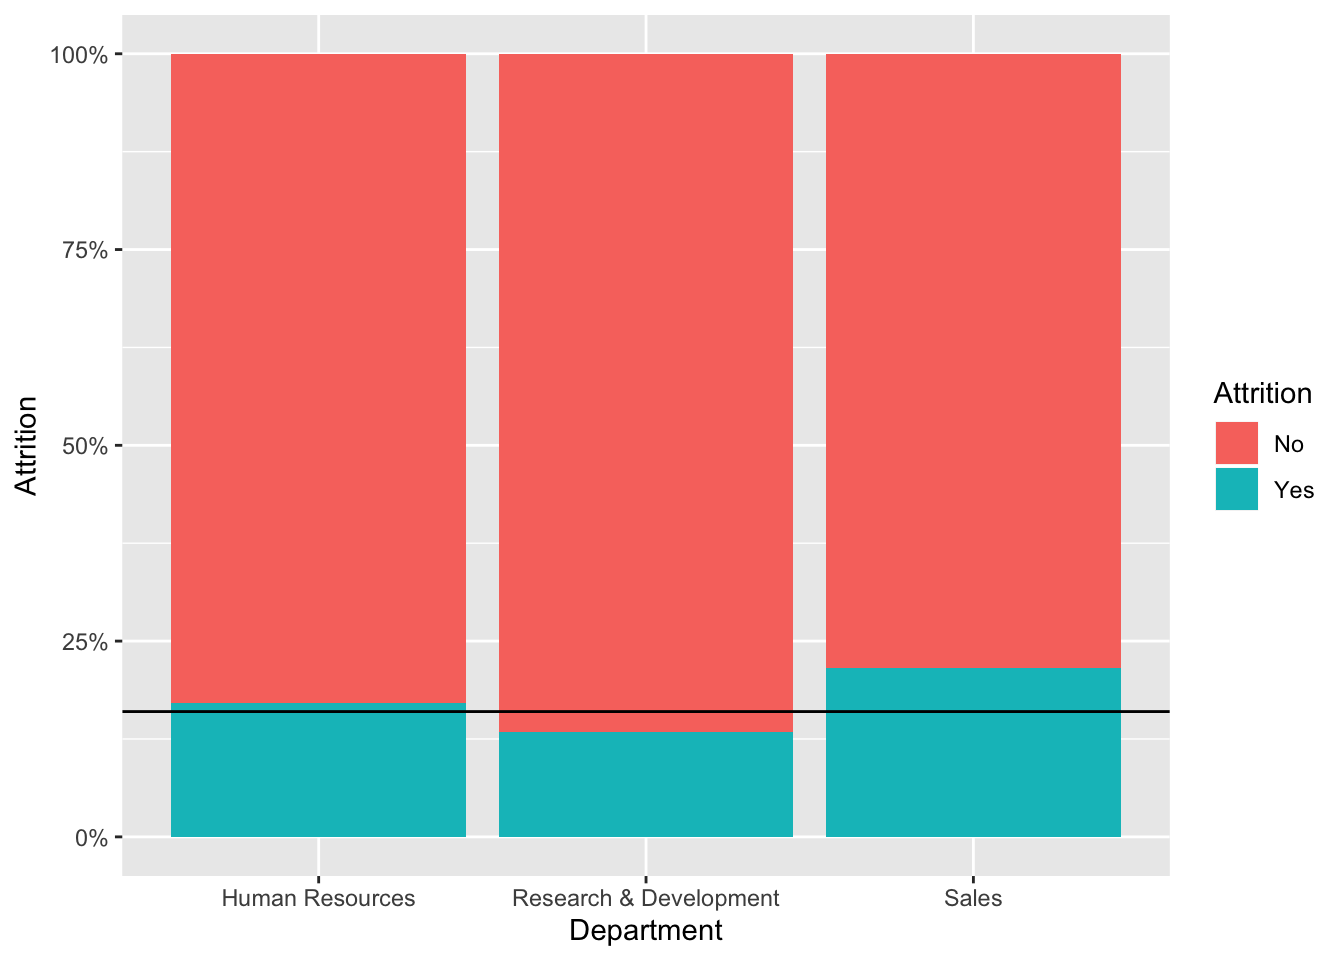 100%
75%
50%
25%
0%
Attrition
Human Resources
Research & Development
Sales
Department
Attrition
No
Yes